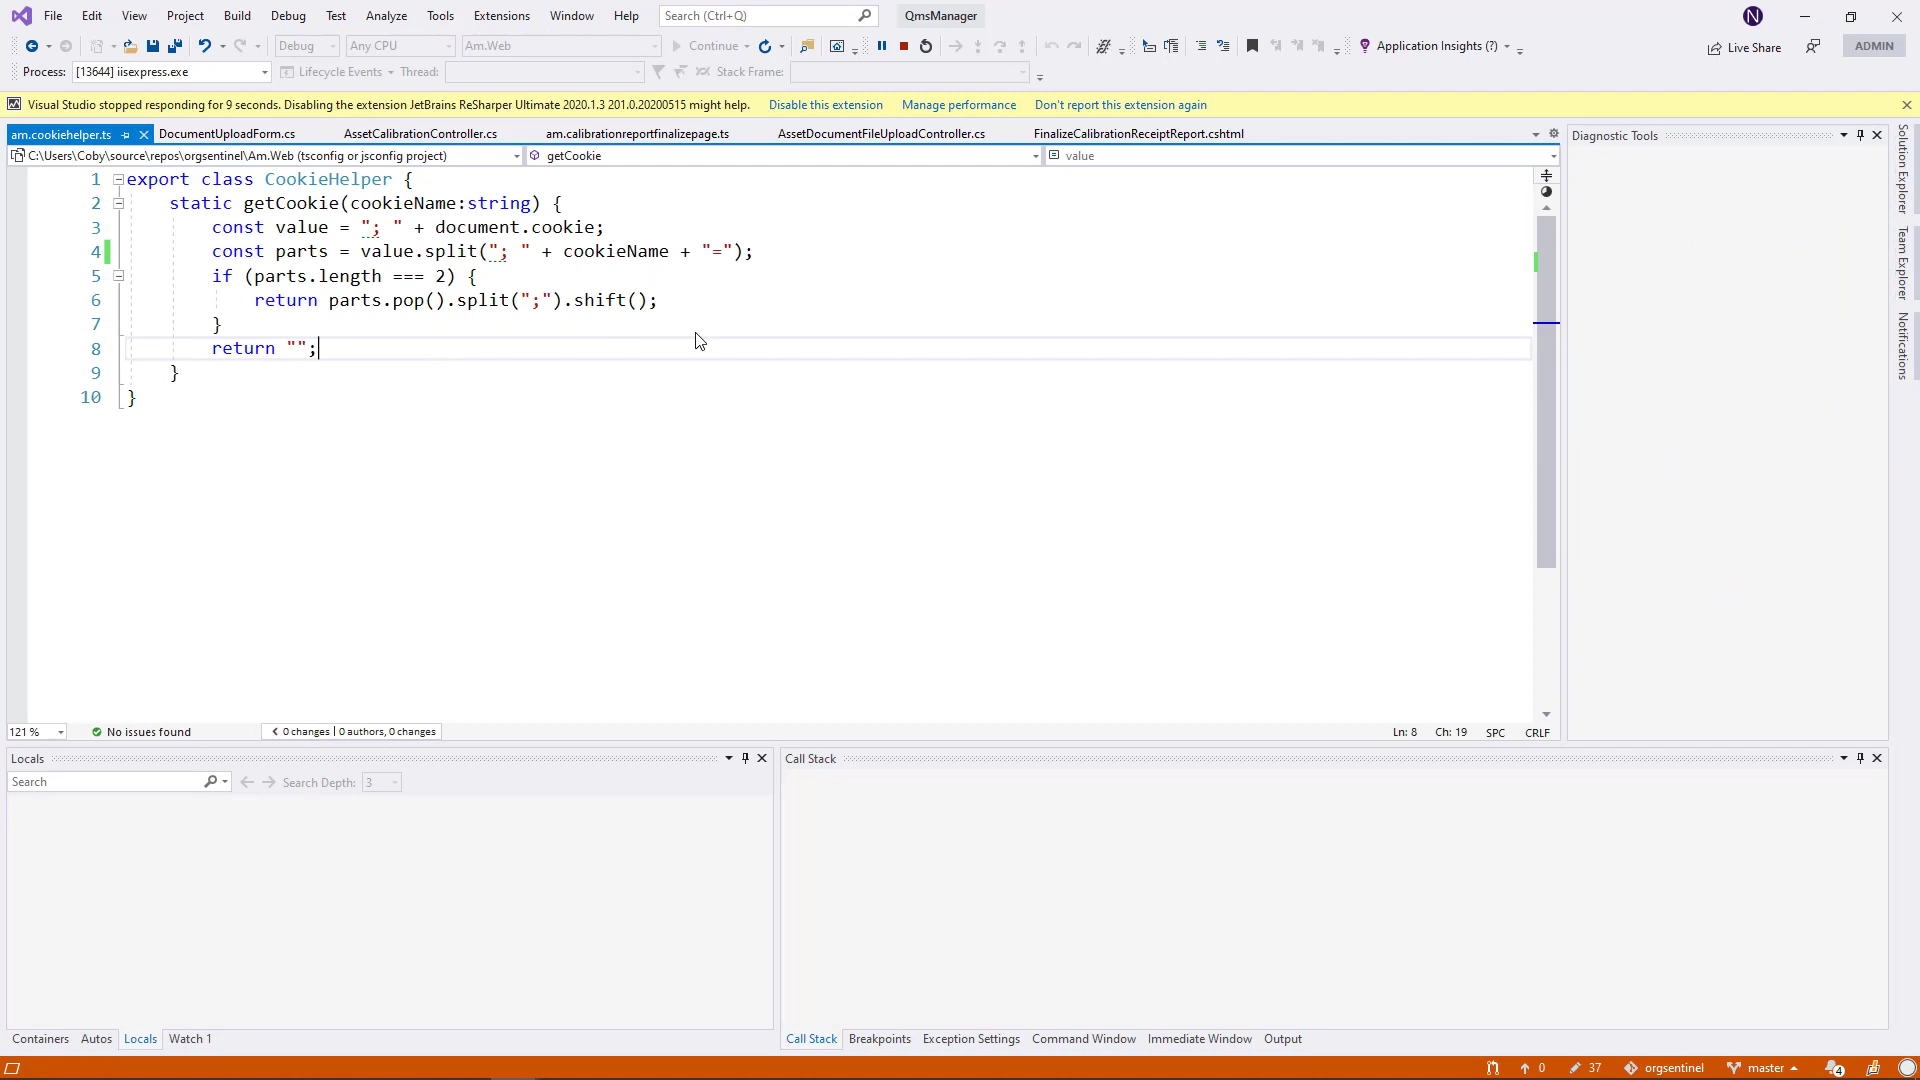 File Edit View Project Build Debug Test Analyze Tools Extensions Window Help Search (Ctrl+Q) QmsManager N
Debug Any CPU Am.Web Continue Application Insights (?) Live Share ADMIN
Process: [13644] iisexpress.exe Lifecycle Events Thread: Stack Frame:
Visual Studio stopped responding for 9 seconds. Disabling the extension JetBrains ReSharper Ultimate 2020.1.3 201.0.20200515 might help. Disable this extension Manage performance Don't report this extension again
am.cookiehelper.ts DocumentUploadForm.cs AssetCalibrationController.cs am.calibrationreportfinalizepage.ts AssetDocumentFileUploadController.cs FinalizeCalibrationReceiptReport.cshtml
C:\Users\Coby\source\repos\orgsentinel\Am.Web (tsconfig or jsconfig project) getCookie value
1 export class CookieHelper {
2 static getCookie(cookieName:string) {
3 const value = "; " + document.cookie;
4 const parts = value.split("; " + cookieName + "=");
5 if (parts.length === 2) {
6 return parts.pop().split(";").shift();
7 }
8 return "";
9 }
10 }
121 % No issues found 0 changes | 0 authors, 0 changes Ln: 8 Ch: 19 SPC CRLF
Diagnostic Tools
Solution Explorer
Team Explorer
Notifications
Locals
Search Search Depth: 3
Containers Autos Locals Watch 1
Call Stack
Call Stack Breakpoints Exception Settings Command Window Immediate Window Output
0 37 orgsentinel master 4